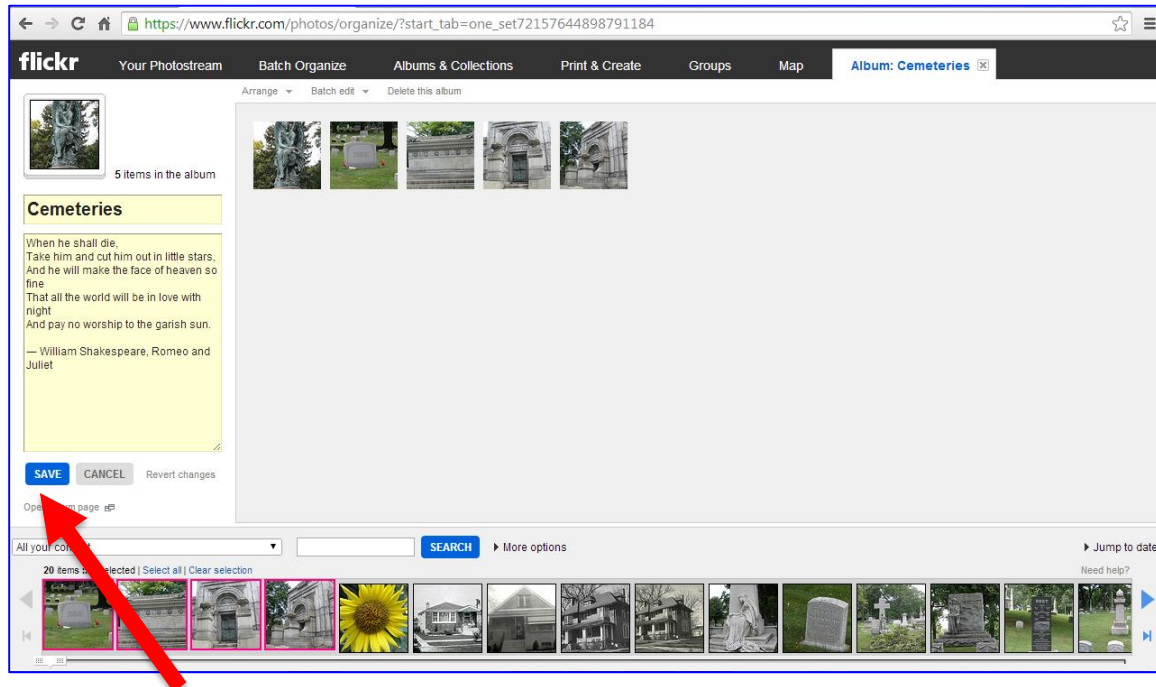 https://www.flickr.com/photos/organize/?start_tab=one_set72157644898791184
flickr Your Photostream Batch Organize Albums & Collections Print & Create Groups Map Album: Cemeteries
Arrange Batch edit Delete this album
5 items in the album
Cemeteries
When he shall die,
Take him and cut him out in little stars,
And he will make the face of heaven so
fine
That all the world will be in love with
night
And pay no worship to the garish sun.
— William Shakespeare, Romeo and
Juliet
SAVE CANCEL Revert changes
page
All your SEARCH More options Jump to date
20 items | Select all | Clear selection Need help?